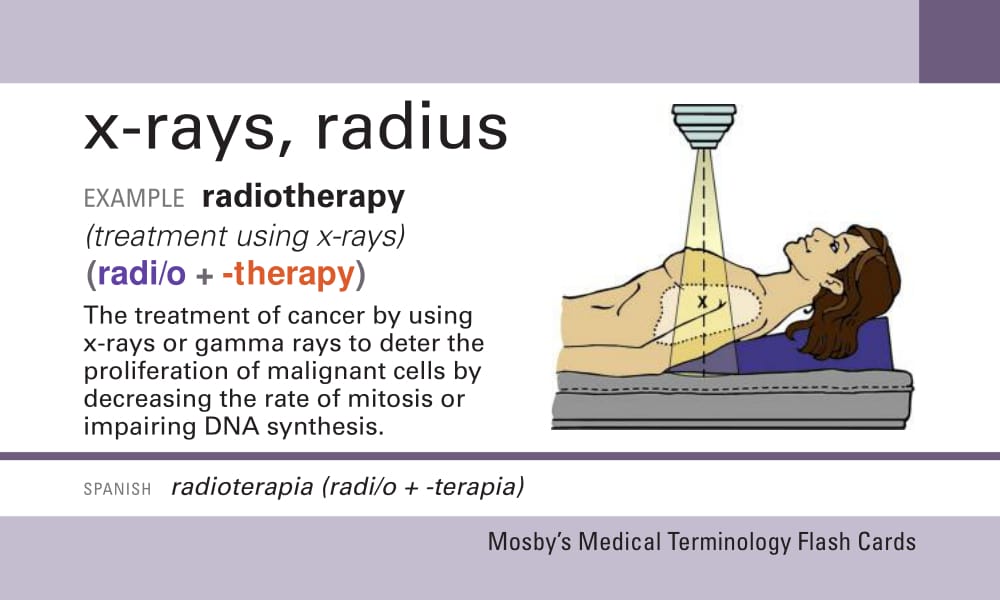 x-rays, radius
EXAMPLE radiotherapy
(treatment using x-rays)
(radi/o + -therapy)
The treatment of cancer by using
x-rays or gamma rays to deter the
proliferation of malignant cells by
decreasing the rate of mitosis or
impairing DNA synthesis.
x
SPANISH radioterapia (radi/o + -terapia)
Mosby's Medical Terminology Flash Cards